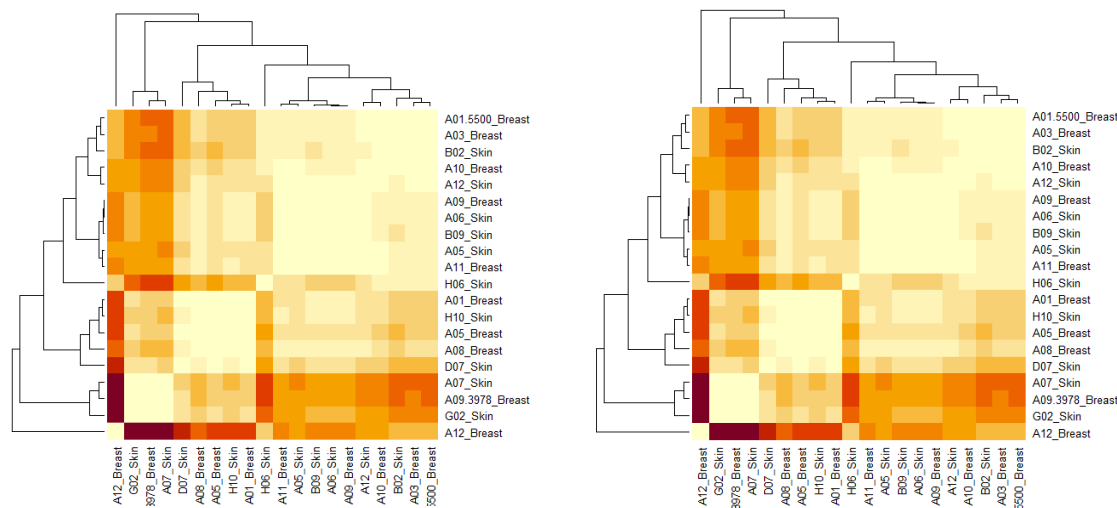 A01.5500_Breast
A03_Breast
B02_Skin
A10_Breast
A12_Skin
A09_Breast
A06_Skin
B09_Skin
A05_Skin
A11_Breast
H06_Skin
A01_Breast
H10_Skin
A05_Breast
A08_Breast
D07_Skin
A07_Skin
A09.3978_Breast
G02_Skin
A12_Breast
A12_Breast
G02_Skin
3978_Breast
A07_Skin
D07_Skin
A08_Breast
A05_Breast
H10_Skin
A01_Breast
H06_Skin
A11_Breast
A05_Skin
B09_Skin
A06_Skin
A09_Breast
A12_Skin
A10_Breast
B02_Skin
A03_Breast
5500_Breast
A01.5500_Breast
A03_Breast
B02_Skin
A10_Breast
A12_Skin
A09_Breast
A06_Skin
B09_Skin
A05_Skin
A11_Breast
H06_Skin
A01_Breast
H10_Skin
A05_Breast
A08_Breast
D07_Skin
A07_Skin
A09.3978_Breast
G02_Skin
A12_Breast
A12_Breast
G02_Skin
3978_Breast
A07_Skin
D07_Skin
A08_Breast
A05_Breast
H10_Skin
A01_Breast
H06_Skin
A11_Breast
A05_Skin
B09_Skin
A06_Skin
A09_Breast
A12_Skin
A10_Breast
B02_Skin
A03_Breast
5500_Breast